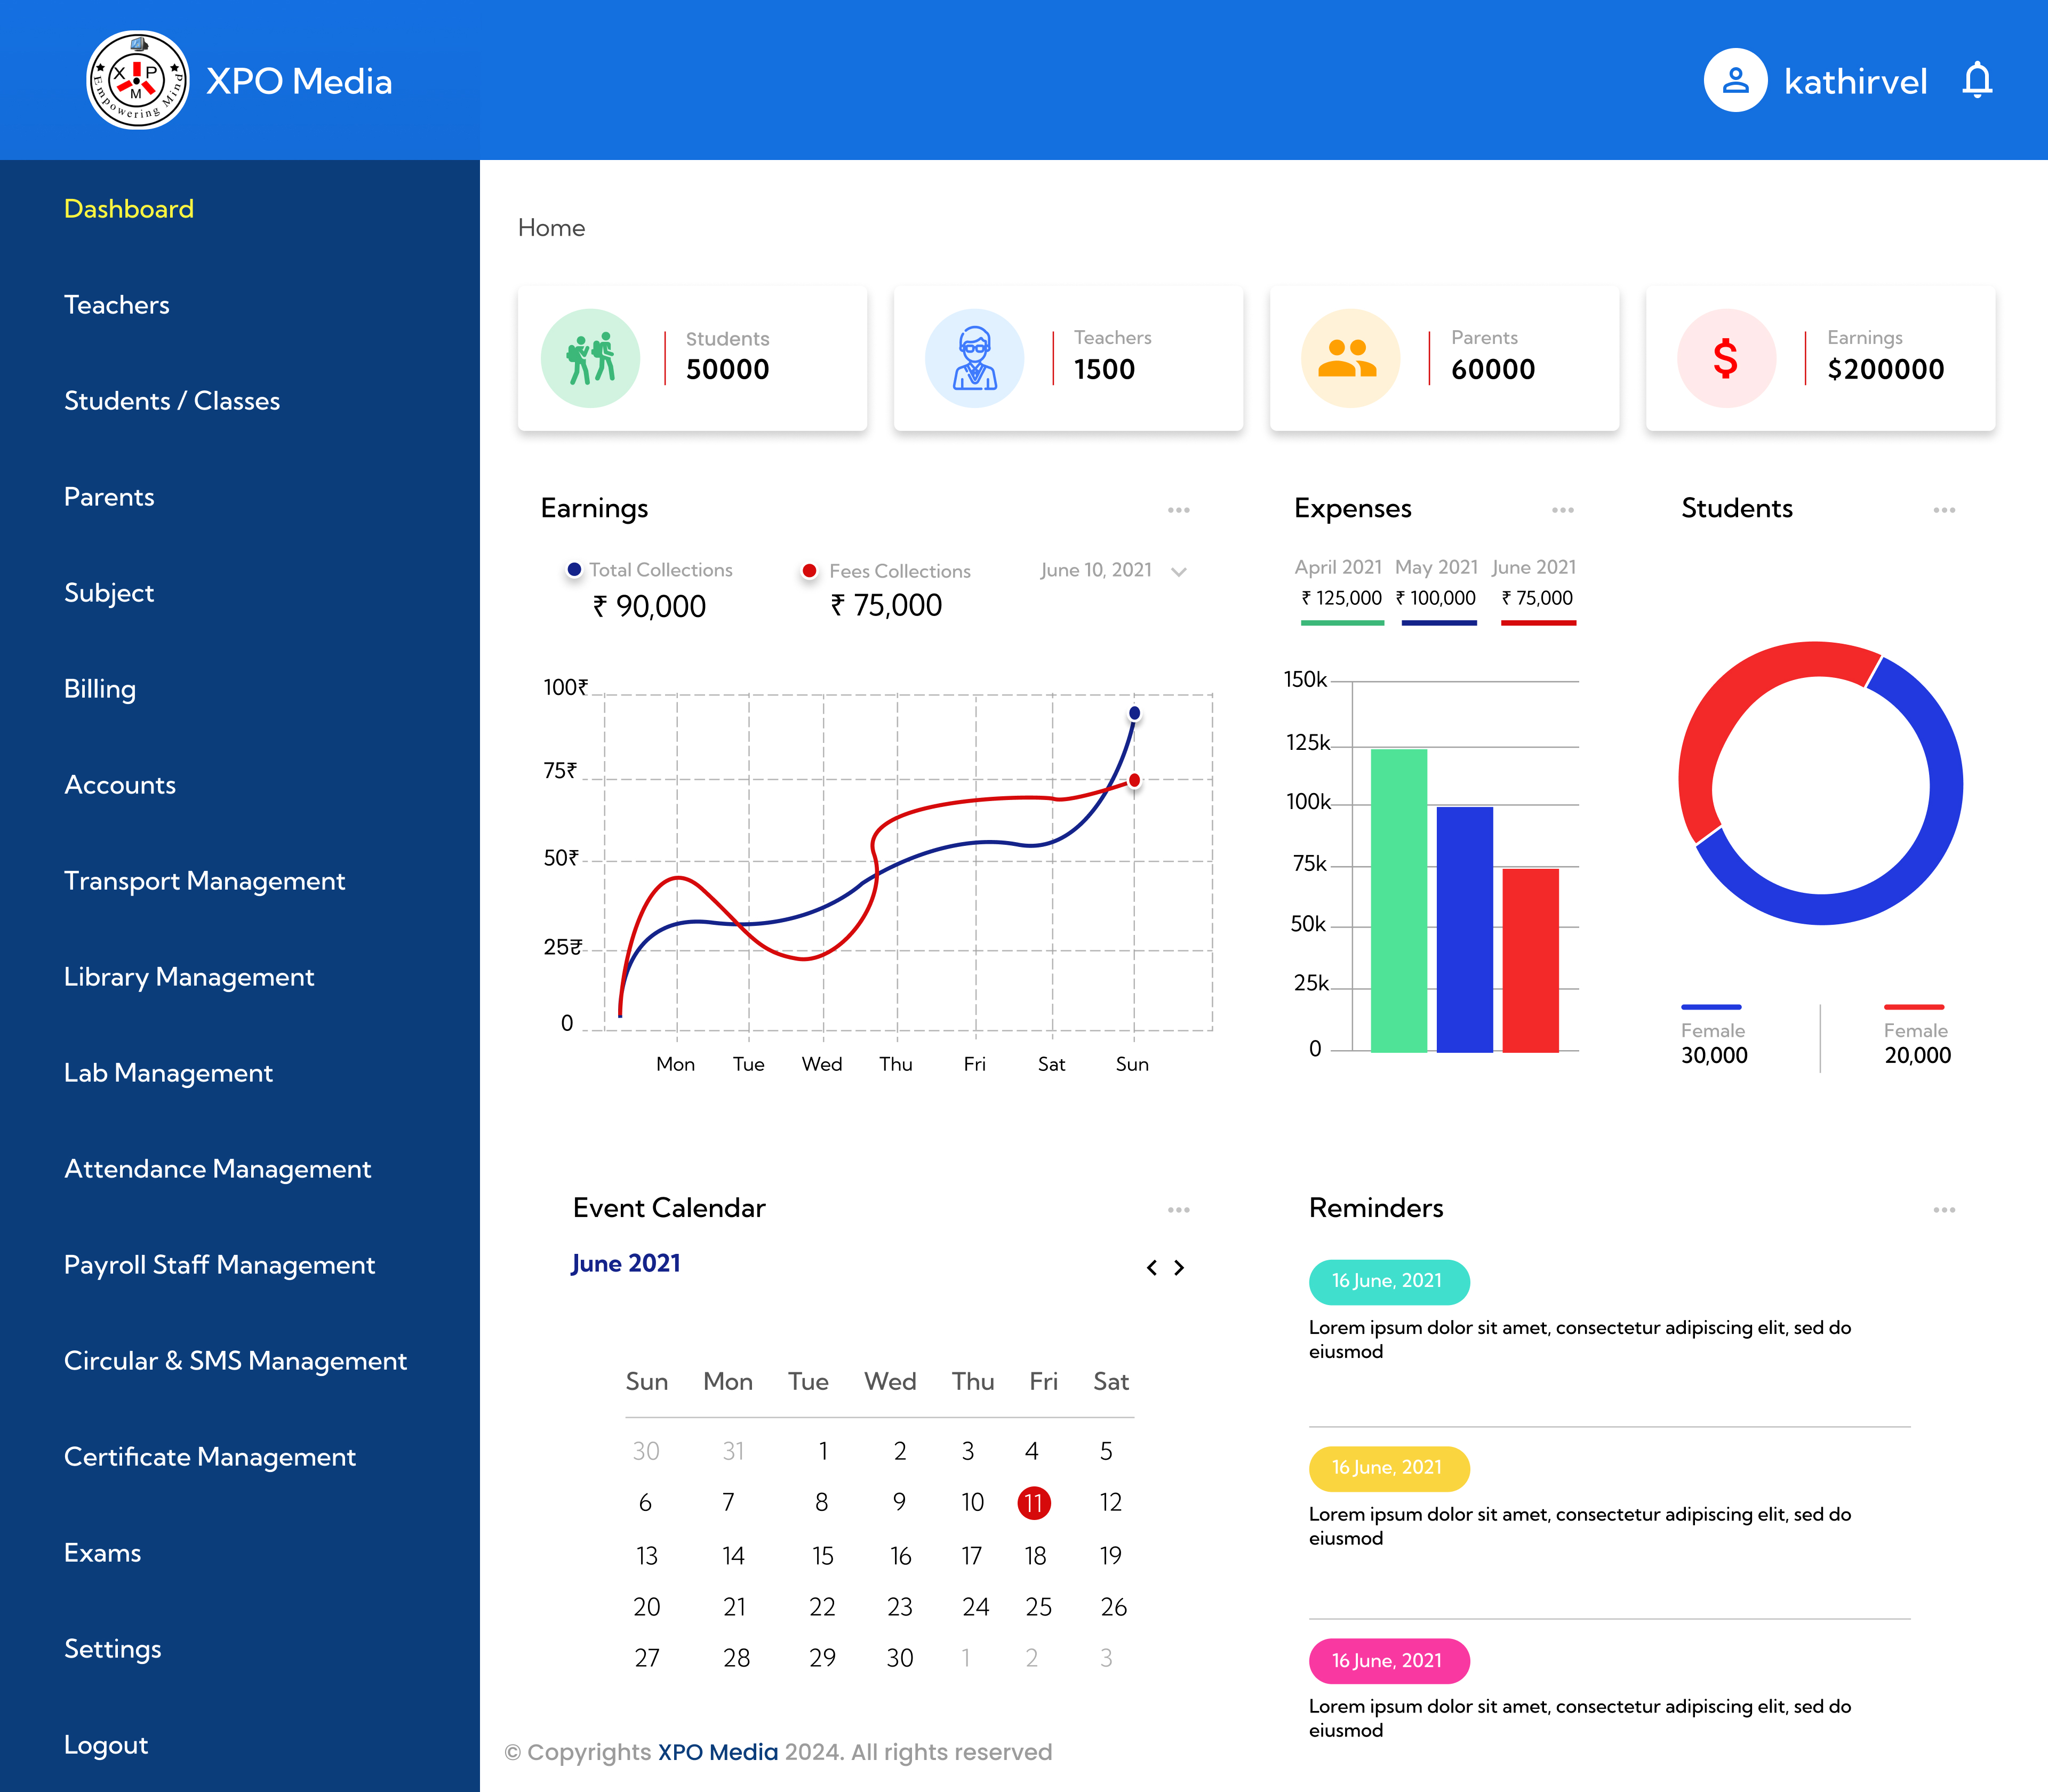 X P M
Empowering Mind
XPO Media
kathirvel
Dashboard
Teachers
Students / Classes
Parents
Subject
Billing
Accounts
Transport Management
Library Management
Lab Management
Attendance Management
Payroll Staff Management
Circular & SMS Management
Certificate Management
Exams
Settings
Logout
Home
Students
50000
Teachers
1500
Parents
60000
Earnings
$200000
Earnings
Total Collections
₹ 90,000
Fees Collections
₹ 75,000
June 10, 2021
100₹
75₹
50₹
25₹
0
Mon Tue Wed Thu Fri Sat Sun
Expenses
April 2021 May 2021 June 2021
₹ 125,000 ₹ 100,000 ₹ 75,000
150k
125k
100k
75k
50k
25k
0
Students
Female
30,000
Female
20,000
Event Calendar
June 2021
Sun Mon Tue Wed Thu Fri Sat
30 31 1 2 3 4 5
6 7 8 9 10 11 12
13 14 15 16 17 18 19
20 21 22 23 24 25 26
27 28 29 30 1 2 3
Reminders
16 June, 2021
Lorem ipsum dolor sit amet, consectetur adipiscing elit, sed do
eiusmod
16 June, 2021
Lorem ipsum dolor sit amet, consectetur adipiscing elit, sed do
eiusmod
16 June, 2021
Lorem ipsum dolor sit amet, consectetur adipiscing elit, sed do
eiusmod
© Copyrights XPO Media 2024. All rights reserved